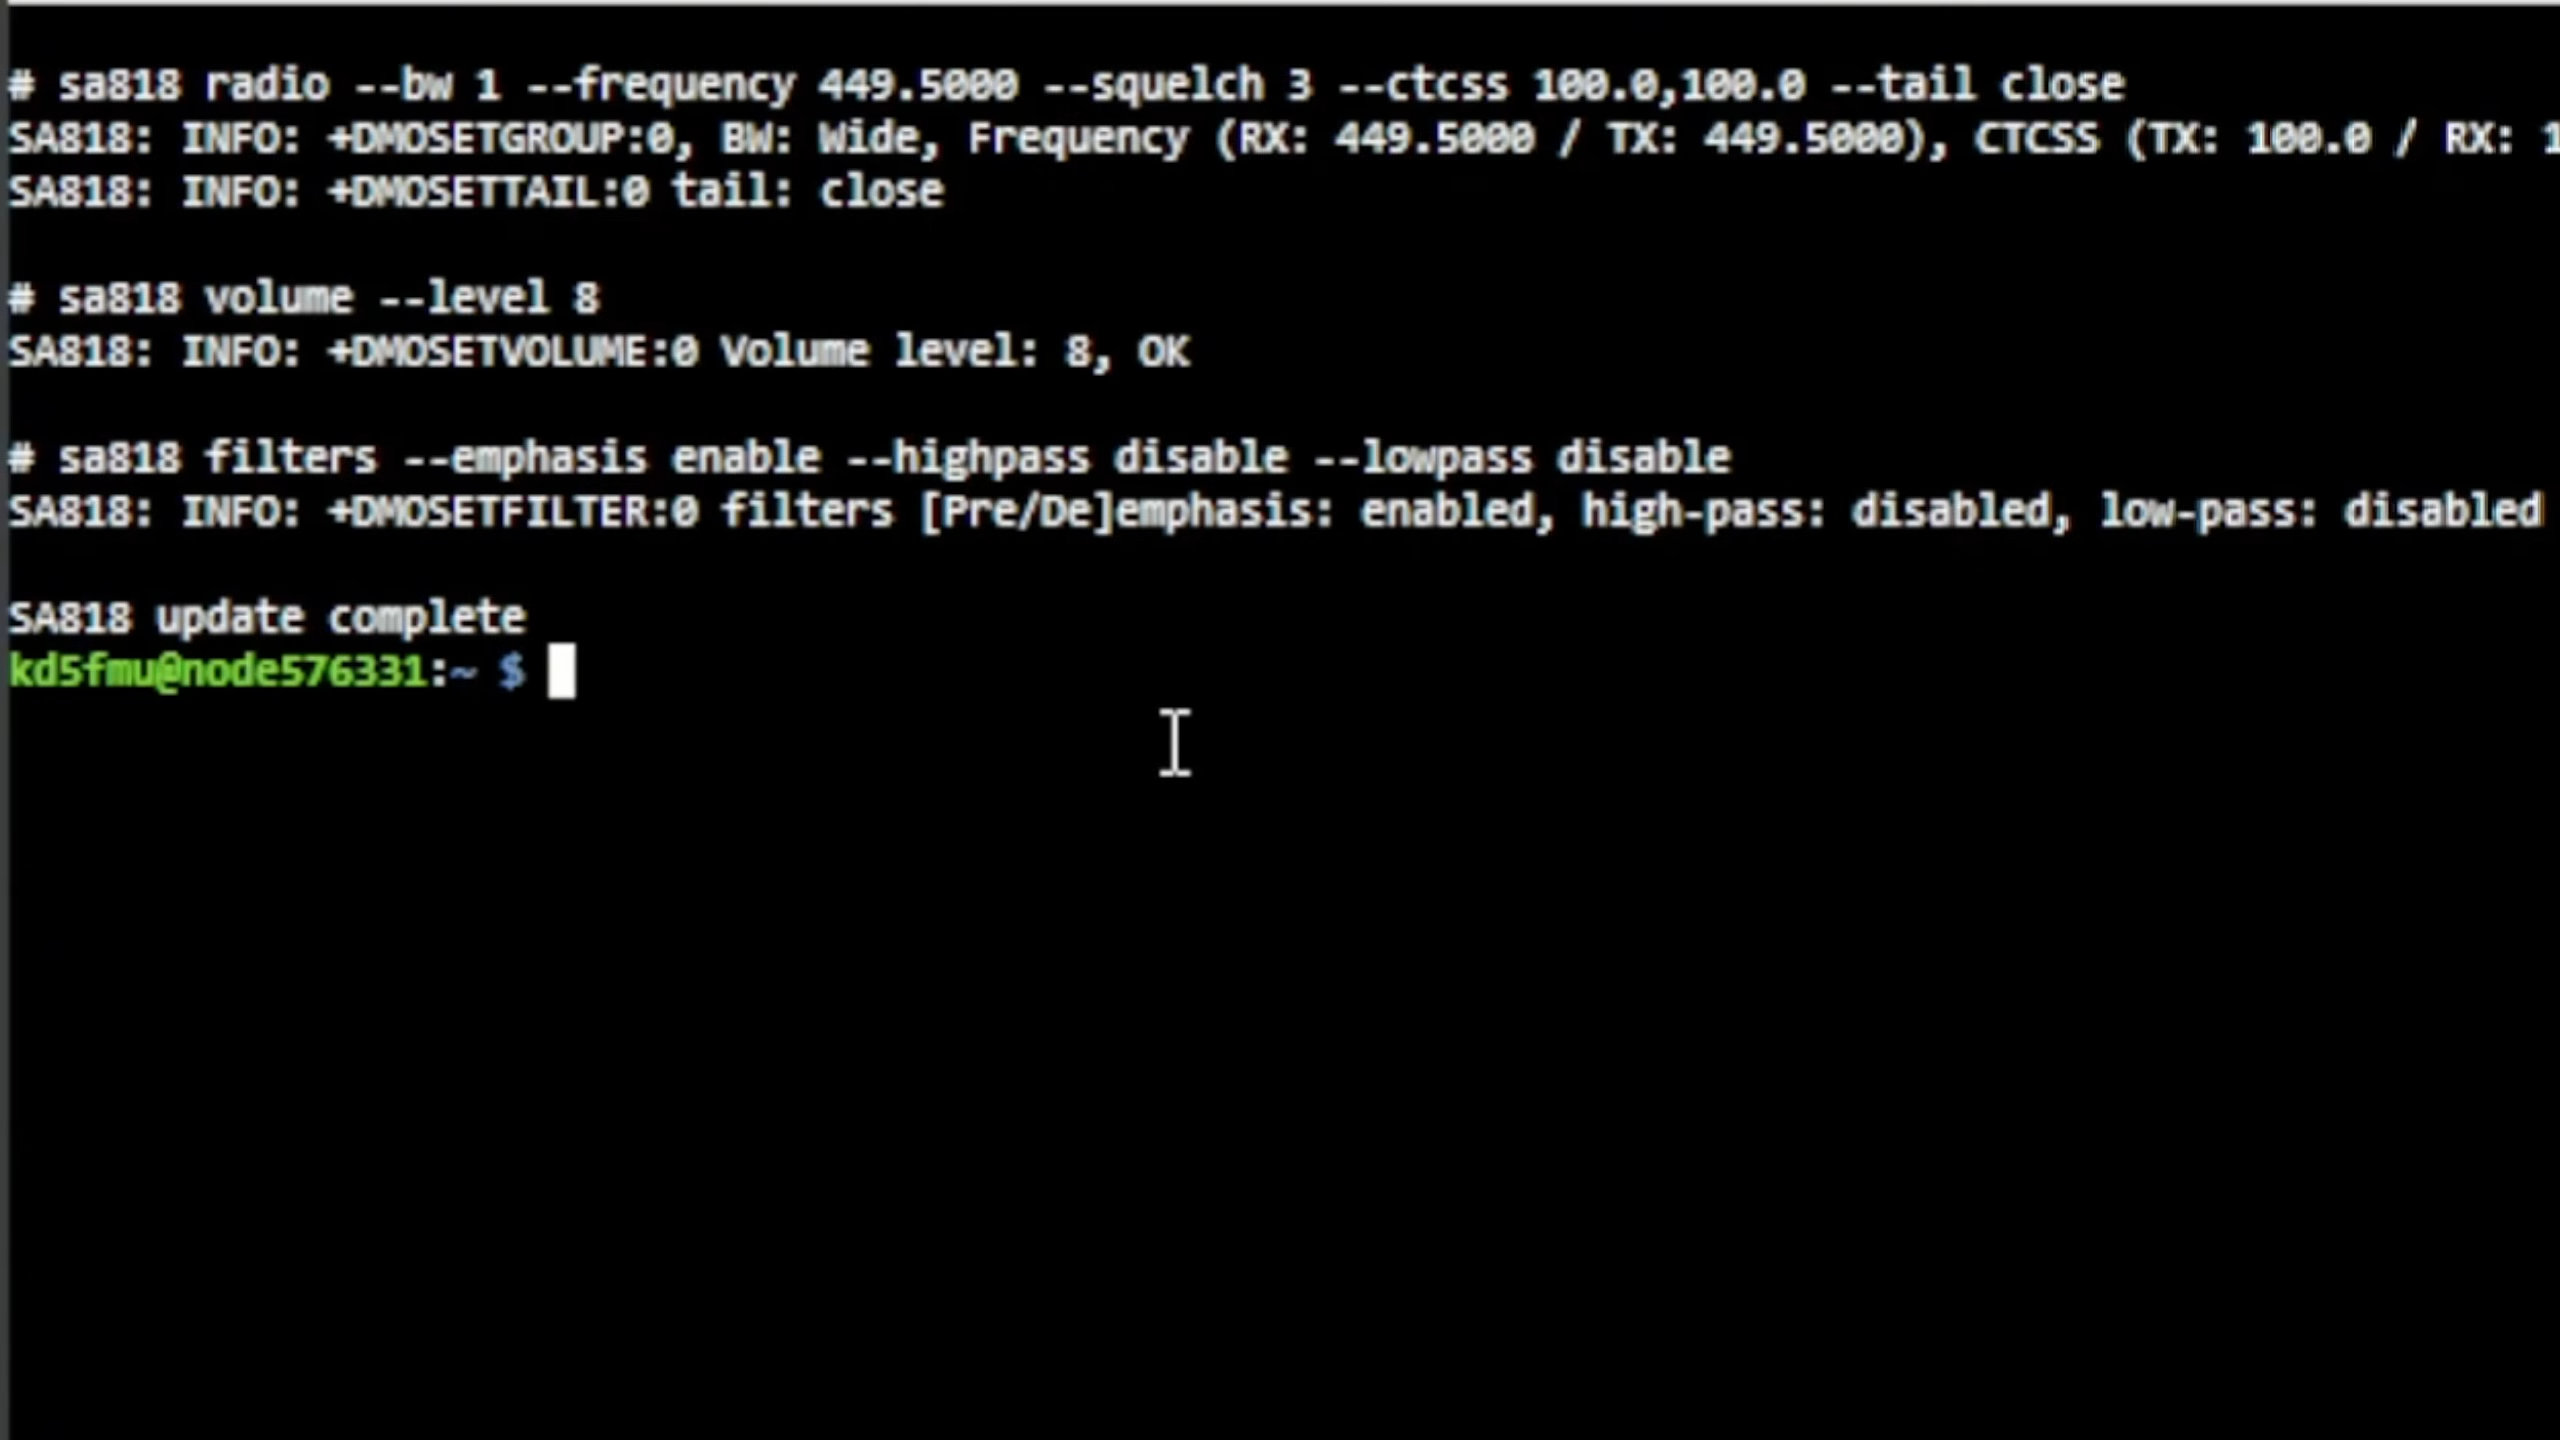 # sa818 radio --bw 1 --frequency 449.5000 --squelch 3 --ctcss 100.0,100.0 --tail close
SA818: INFO: +DMOSETGROUP:0, BW: Wide, Frequency (RX: 449.5000 / TX: 449.5000), CTCSS (TX: 100.0 / RX: 1
SA818: INFO: +DMOSETTAIL:0 tail: close
# sa818 volume --level 8
SA818: INFO: +DMOSETVOLUME:0 Volume level: 8, OK
# sa818 filters --emphasis enable --highpass disable --lowpass disable
SA818: INFO: +DMOSETFILTER:0 filters [Pre/De]emphasis: enabled, high-pass: disabled, low-pass: disabled
SA818 update complete
kd5fmu@node576331:~ $